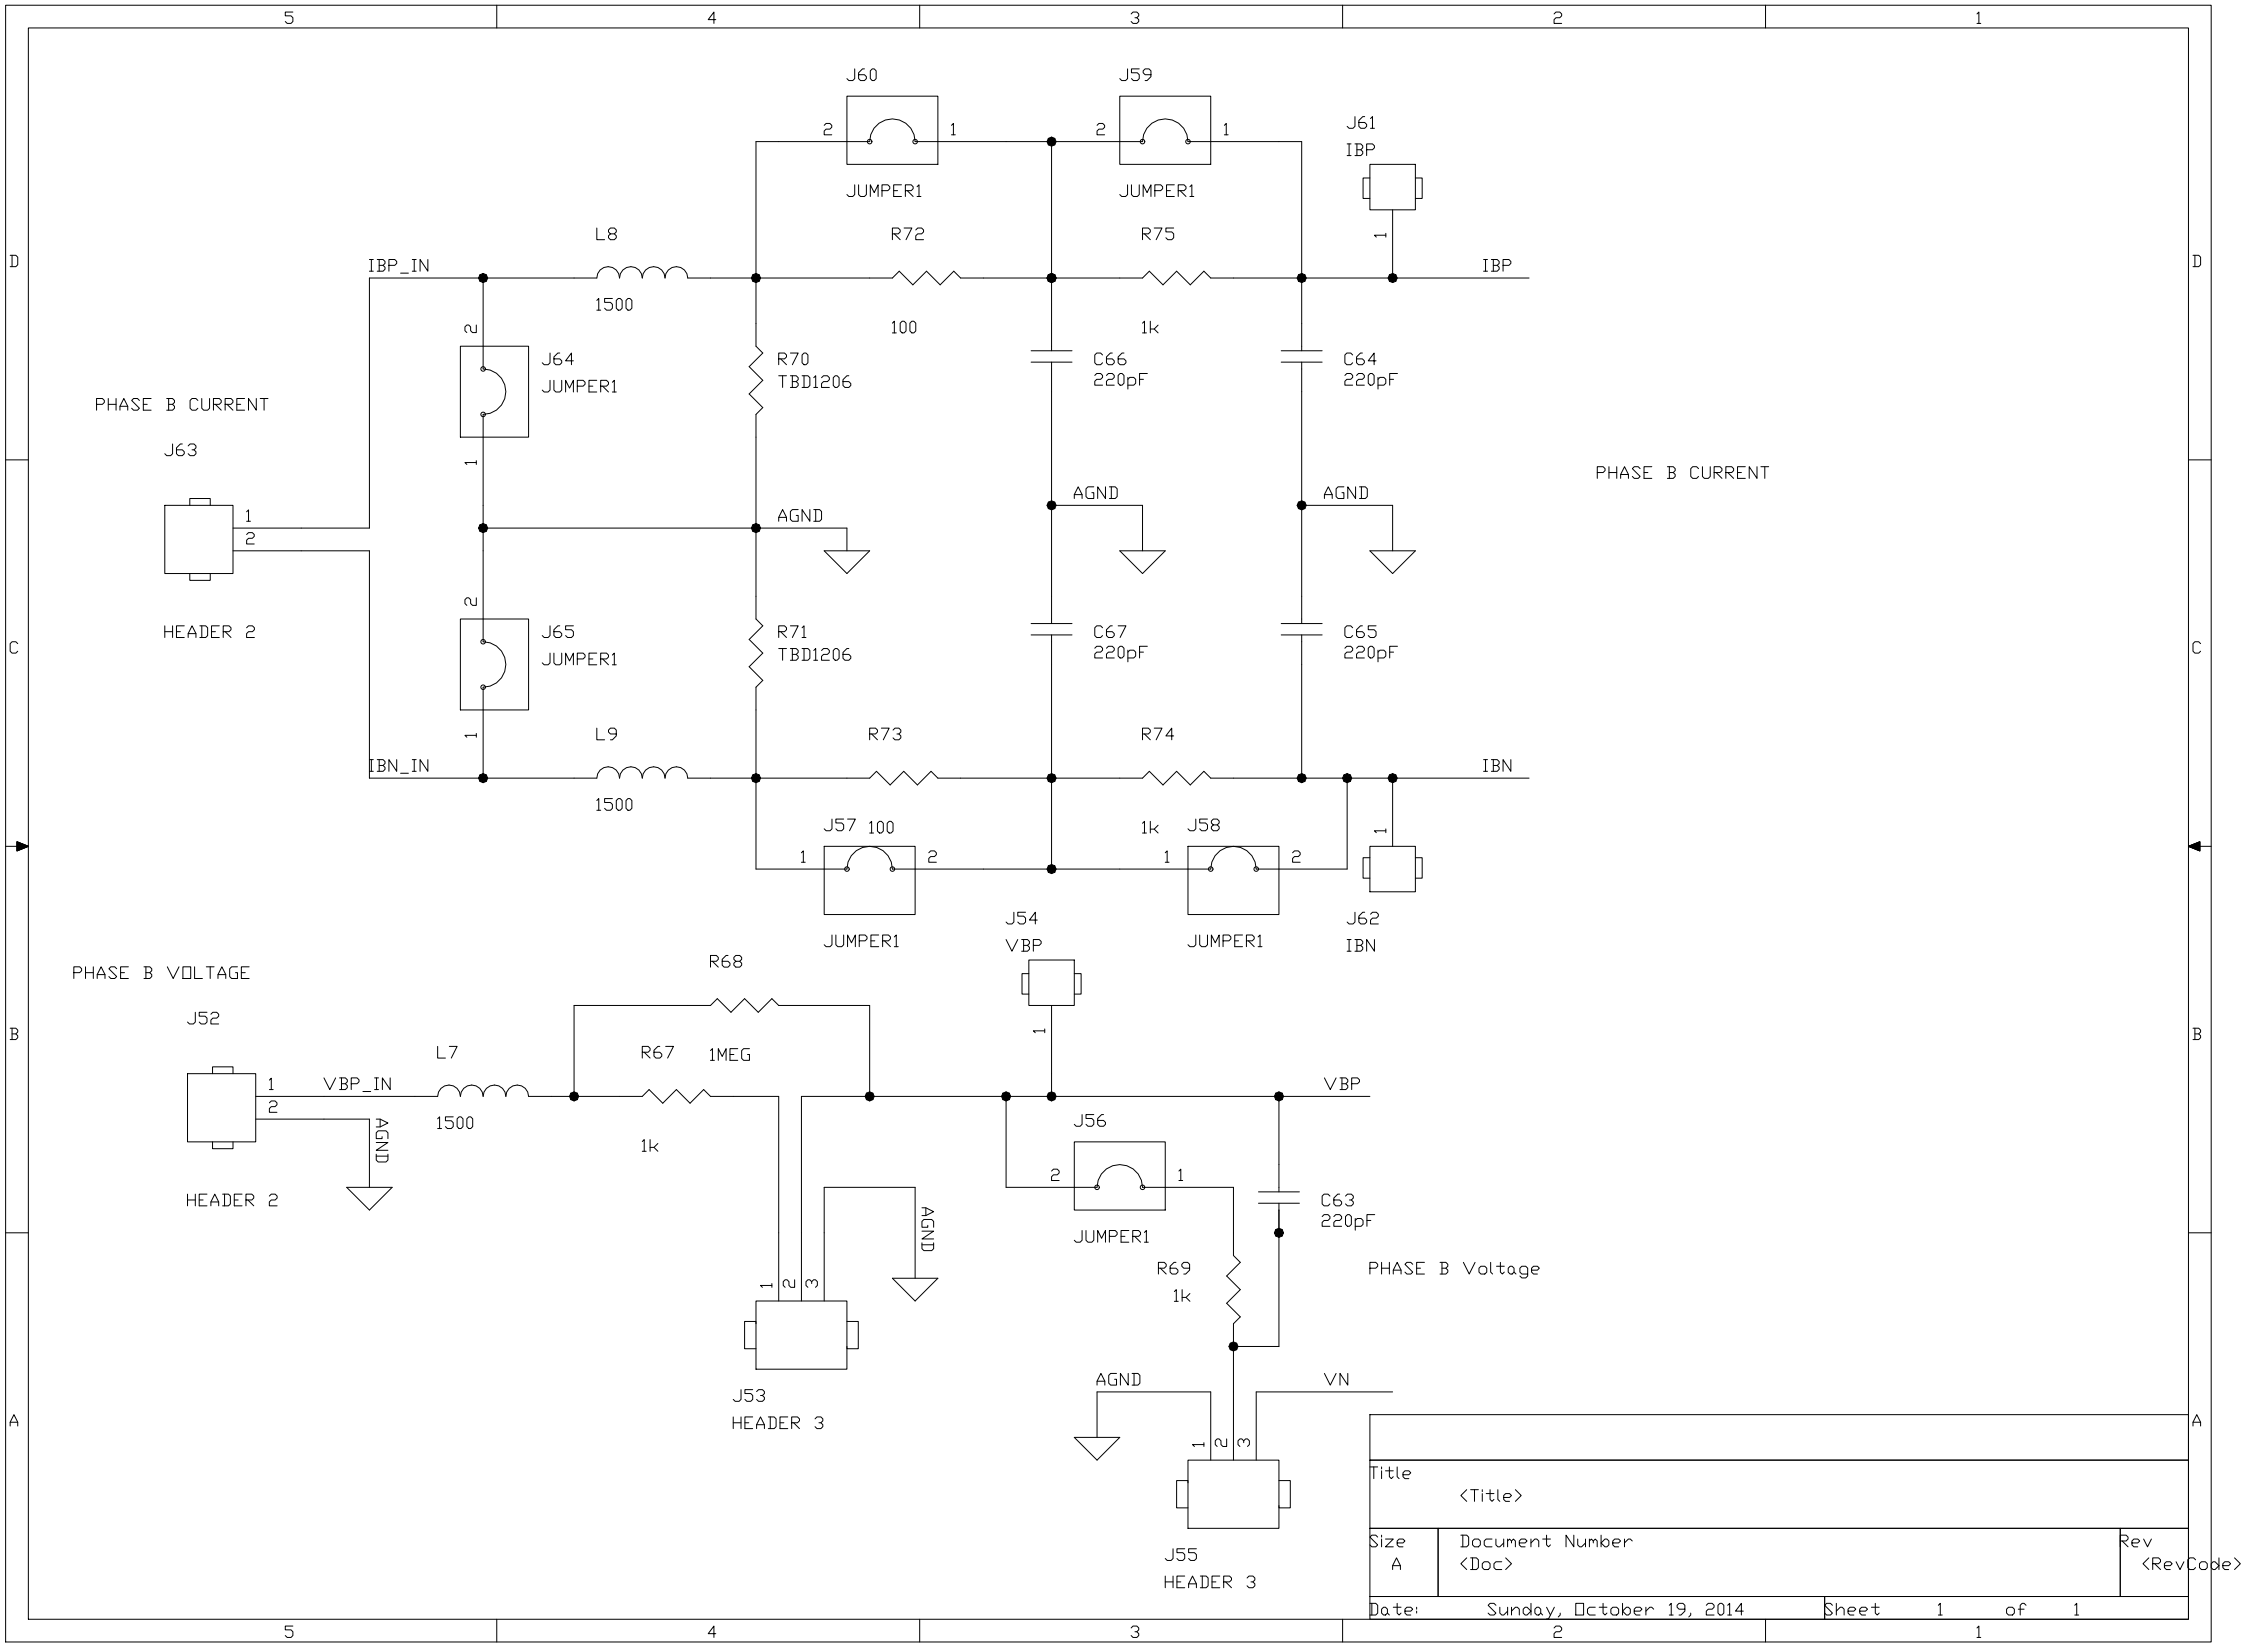 5 4 3 2 1
J60 J59
J61
IBP
2 1 2 1
JUMPER1 JUMPER1
1
L8 R72 R75
D IBP_IN IBP D
1500 100 1k
2
J64
JUMPER1
R70
TBD1206
C66
220pF
C64
220pF
PHASE B CURRENT
J63
1
PHASE B CURRENT
AGND AGND AGND
1
2
2
HEADER 2
J65
JUMPER1
R71
TBD1206
C67
220pF
C65
220pF
C C
1
L9 R73 R74
IBN_IN IBN
1500
J57 100 1k J58 1
1 2 1 2
JUMPER1 JUMPER1
J62
IBN
J54
VBP
PHASE B VOLTAGE
R68
J52
1
B B
L7 R67 1MEG
1 VBP_IN VBP
2
1500 1k
AGND
J56
2 1
JUMPER1
HEADER 2
C63
220pF
AGND
R69
1k
PHASE B Voltage
1 2 3
J53
HEADER 3
AGND VN
A A
1 2 3
J55
HEADER 3
Title
<Title>
Size
A
Document Number
<Doc>
Rev
<RevCode>
Date: Sunday, October 19, 2014 Sheet 1 of 1
5 4 3 2 1